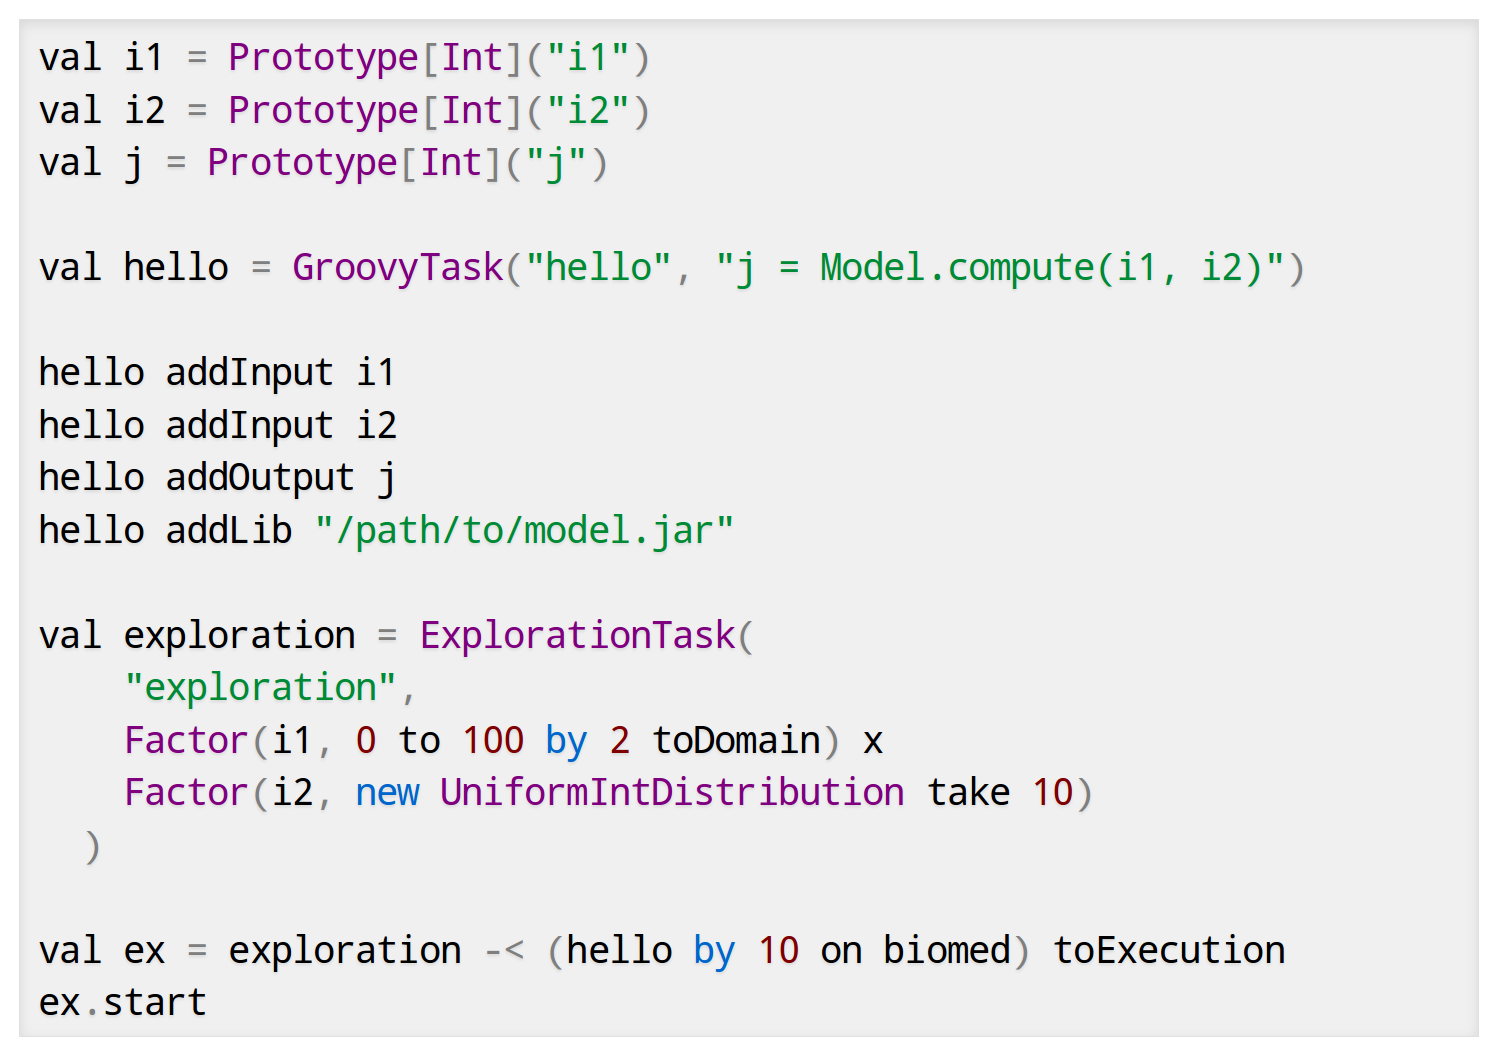 val i1 = Prototype[Int]("i1")
val i2 = Prototype[Int]("i2")
val j = Prototype[Int]("j")

val hello = GroovyTask("hello", "j = Model.compute(i1, i2)")

hello addInput i1
hello addInput i2
hello addOutput j
hello addLib "/path/to/model.jar"

val exploration = ExplorationTask(
    "exploration",
    Factor(i1, 0 to 100 by 2 toDomain) x
    Factor(i2, new UniformIntDistribution take 10)
  )

val ex = exploration -< (hello by 10 on biomed) toExecution
ex.start